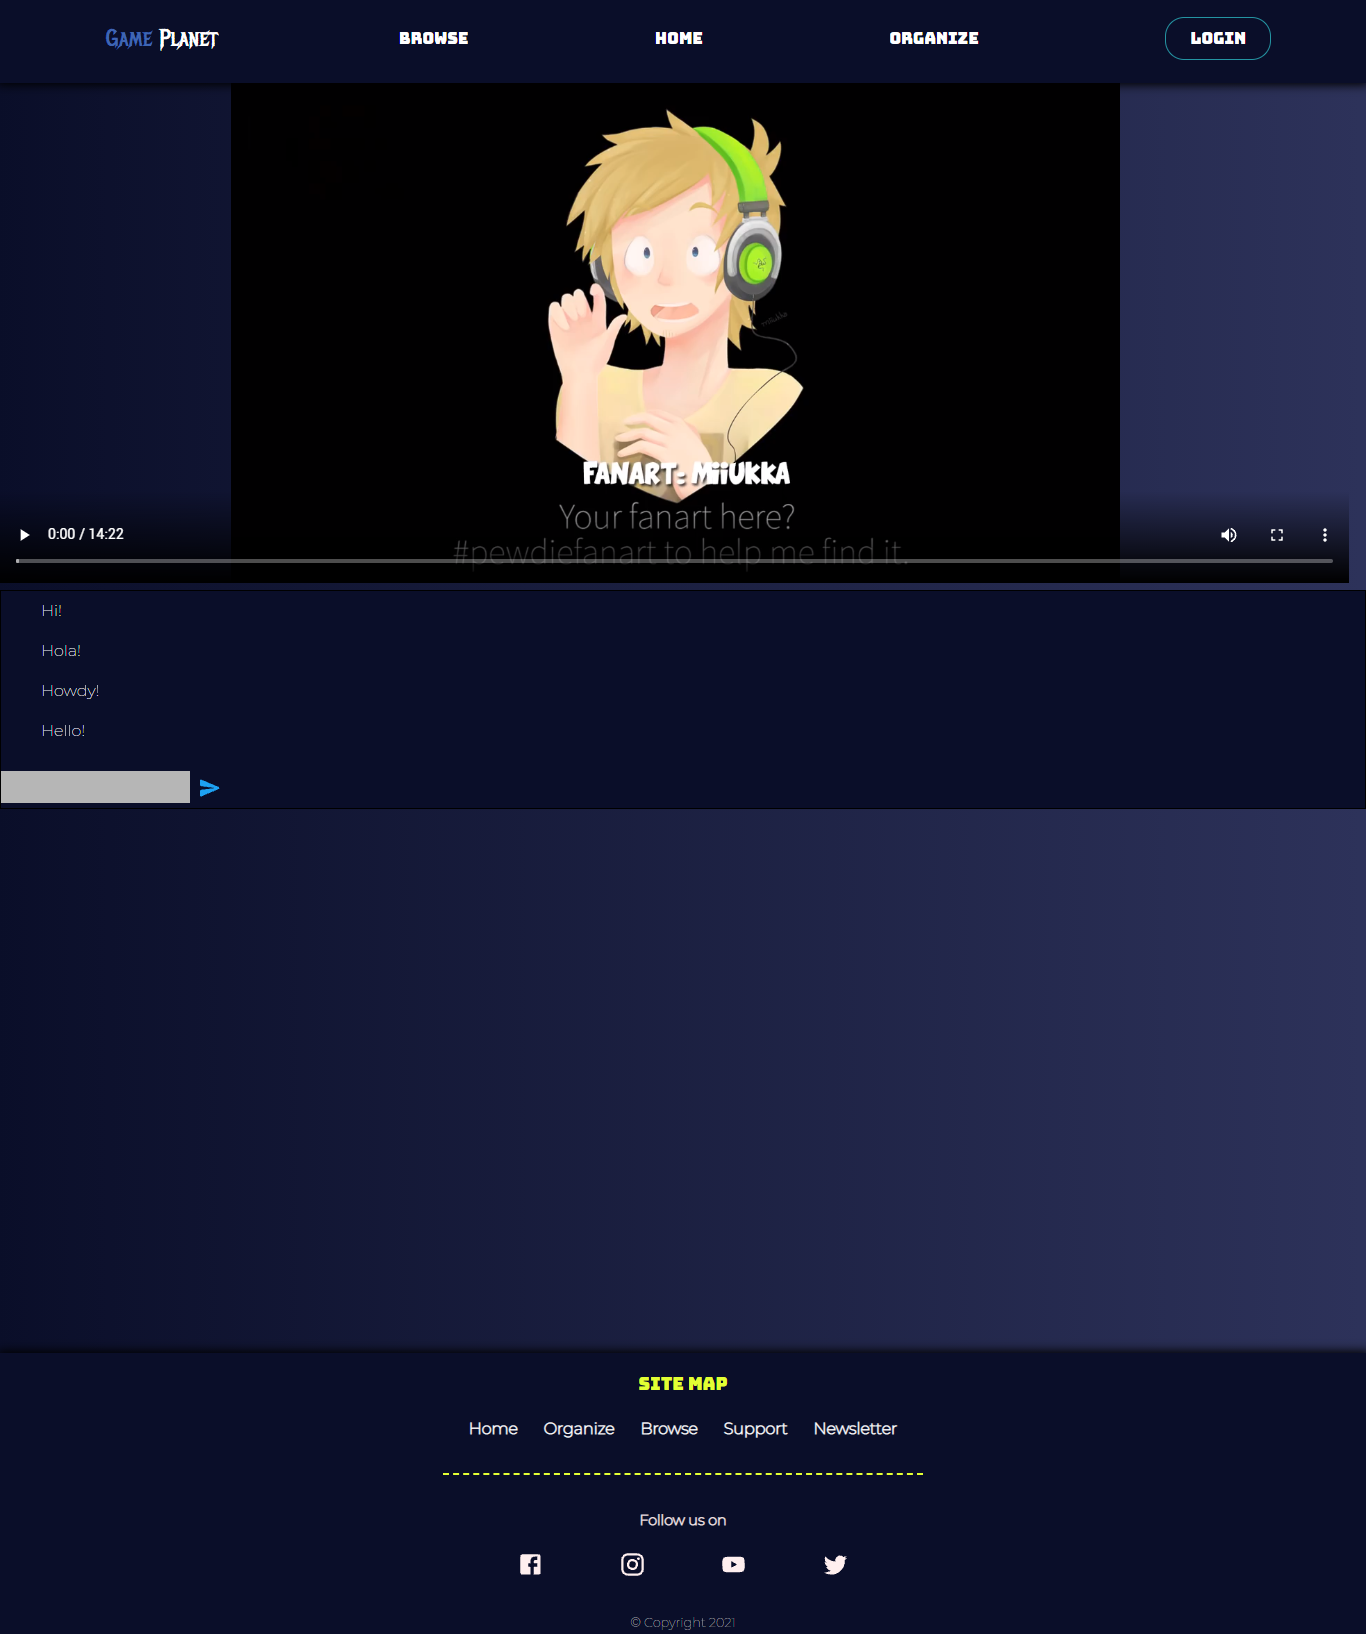 Game Planet BROWSE HOME ORGANIZE LOGIN
miiukka
FANART: MiiUKKA
Your fanart here?
#pewdiefanart to help me find it.
0:00 / 14:22
Hi!
Hola!
Howdy!
Hello!
SITE MAP
Home Organize Browse Support Newsletter
Follow us on
© Copyright 2021